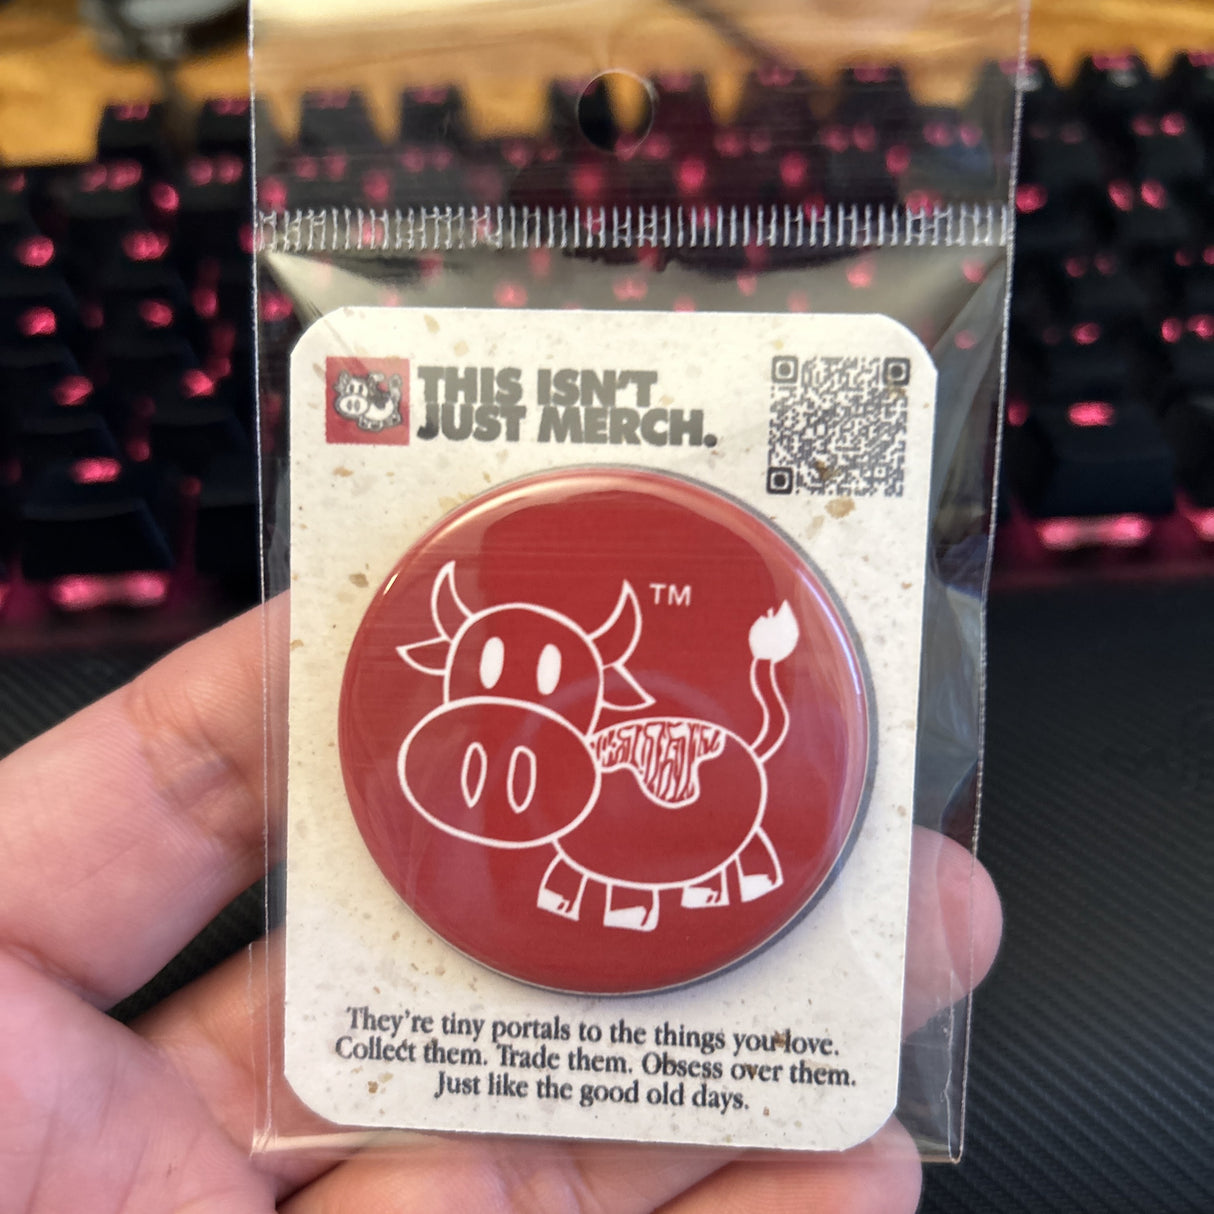 THIS ISN'T
JUST MERCH.
TM
They're tiny portals to the things you love.
Collect them. Trade them. Obsess over them.
Just like the good old days.